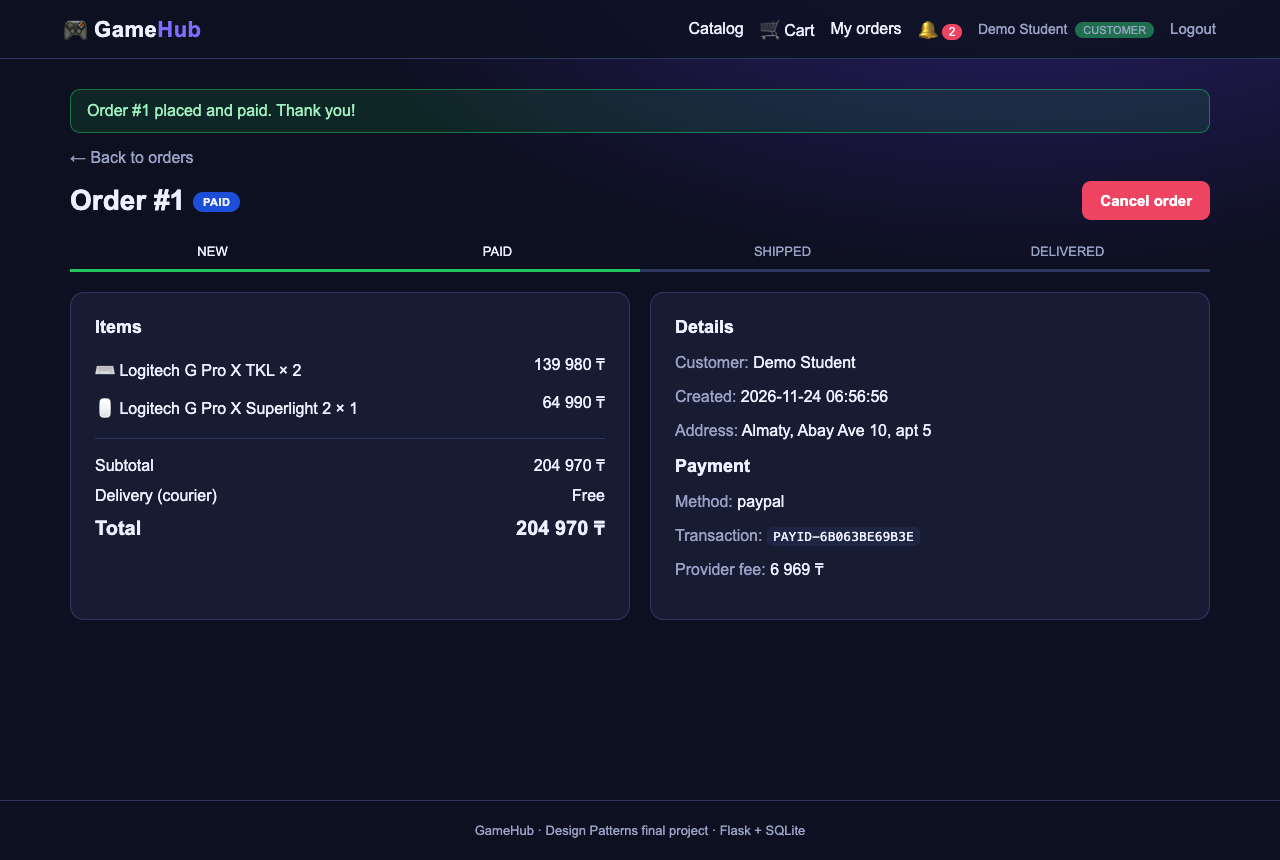 GameHub
Catalog Cart My orders 2 Demo Student CUSTOMER Logout
Order #1 placed and paid. Thank you!
← Back to orders
Order #1 PAID
Cancel order
NEW PAID SHIPPED DELIVERED
Items
Logitech G Pro X TKL × 2 139 980 ₸
Logitech G Pro X Superlight 2 × 1 64 990 ₸
Subtotal 204 970 ₸
Delivery (courier) Free
Total 204 970 ₸
Details
Customer: Demo Student
Created: 2026-11-24 06:56:56
Address: Almaty, Abay Ave 10, apt 5
Payment
Method: paypal
Transaction: PAYID-6B063BE69B3E
Provider fee: 6 969 ₸
GameHub · Design Patterns final project · Flask + SQLite